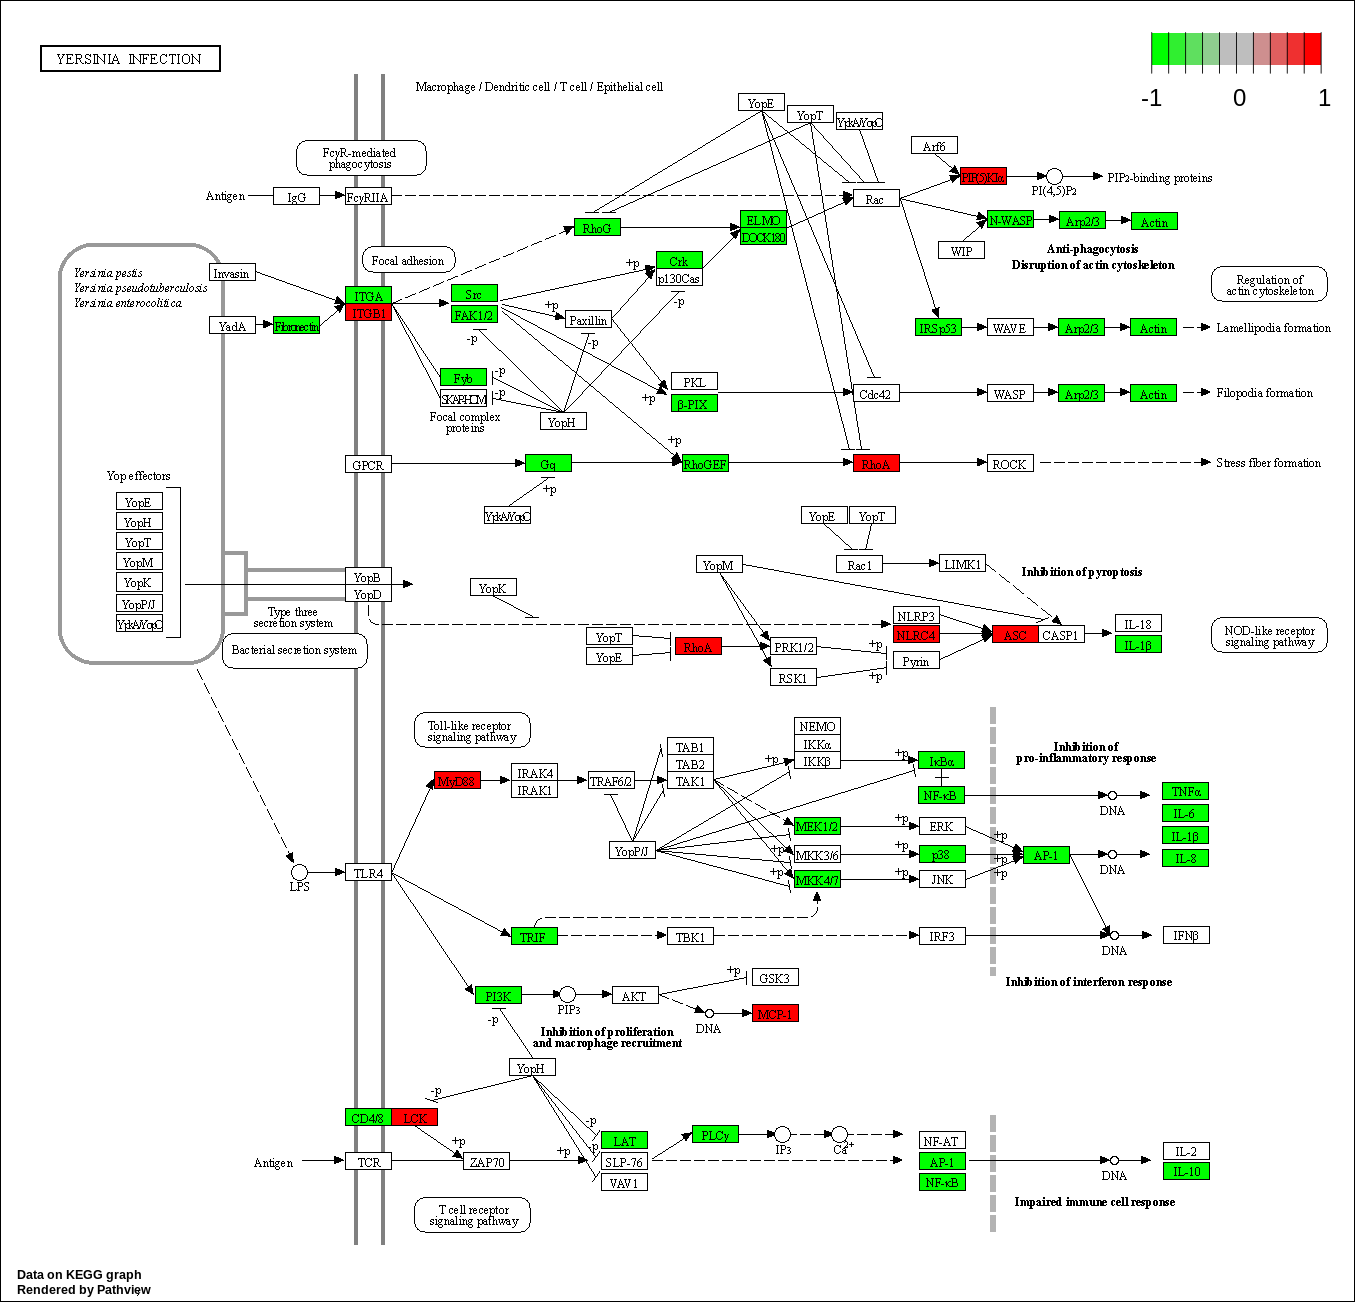 YERSINIA INFECTION
-1 0 1
Macrophage / Dendritic cell / T cell / Epithelial cell
YopE
YopT
YpkA/YopO
FcγR-mediated
phagocytosis
Arf6
PIP(5)KIα
PI(4,5)P2
PIP2-binding proteins
Antigen
IgG
FcγRIIA
Rac
RhoG
ELMO
DOCK180
N-WASP
Arp2/3
Actin
WIP
Anti-phagocytosis
Disruption of actin cytoskeleton
Focal adhesion
Crk
p130Cas
+p
-p
Yersinia pestis
Yersinia pseudotuberculosis
Yersinia enterocolitica
Invasin
YadA
Fibronectin
ITGA
ITGB1
Src
FAK1/2
+p
Paxillin
-p
-p
Regulation of
actin cytoskeleton
IRSp53
WAVE
Arp2/3
Actin
Lamellipodia formation
Fyb
SKAPHOM
-p
-p
Focal complex
proteins
YopH
PKL
β-PIX
+p
Cdc42
WASP
Arp2/3
Actin
Filopodia formation
+p
GPCR
Gq
RhoGEF
RhoA
ROCK
Stress fiber formation
+p
YpkA/YopO
Yop effectors
YopE
YopH
YopT
YopM
YopK
YopP/J
YpkA/YopO
YopB
YopD
Type three
secretion system
Bacterial secretion system
YopK
YopE
YopT
YopM
Rac1
LIMK1
Inhibition of pyroptosis
YopT
YopE
RhoA
PRK1/2
RSK1
+p
+p
NLRP3
NLRC4
Pyrin
ASC
CASP1
IL-18
IL-1β
NOD-like receptor
signaling pathway
Toll-like receptor
signaling pathway
MyD88
IRAK4
IRAK1
TRAF6/2
TAB1
TAB2
TAK1
NEMO
IKKα
IKKβ
+p
+p
IκBα
NF-κB
Inhibition of
pro-inflammatory response
DNA
TNFα
IL-6
IL-1β
IL-8
YopP/J
MEK1/2
MKK3/6
MKK4/7
+p
+p
+p
+p
+p
ERK
p38
JNK
+p
+p
AP-1
DNA
LPS
TLR4
TRIF
TBK1
IRF3
DNA
IFNβ
Inhibition of interferon response
PI3K
PIP3
AKT
+p
GSK3
DNA
MCP-1
-p
Inhibition of proliferation
and macrophage recruitment
YopH
-p
CD4/8
LCK
+p
Antigen
TCR
ZAP70
+p
-p
-p
LAT
SLP-76
VAV1
PLCγ
IP3
Ca2+
NF-AT
AP-1
NF-κB
DNA
IL-2
IL-10
Impaired immune cell response
T cell receptor
signaling pathway
Data on KEGG graph
Rendered by Pathview